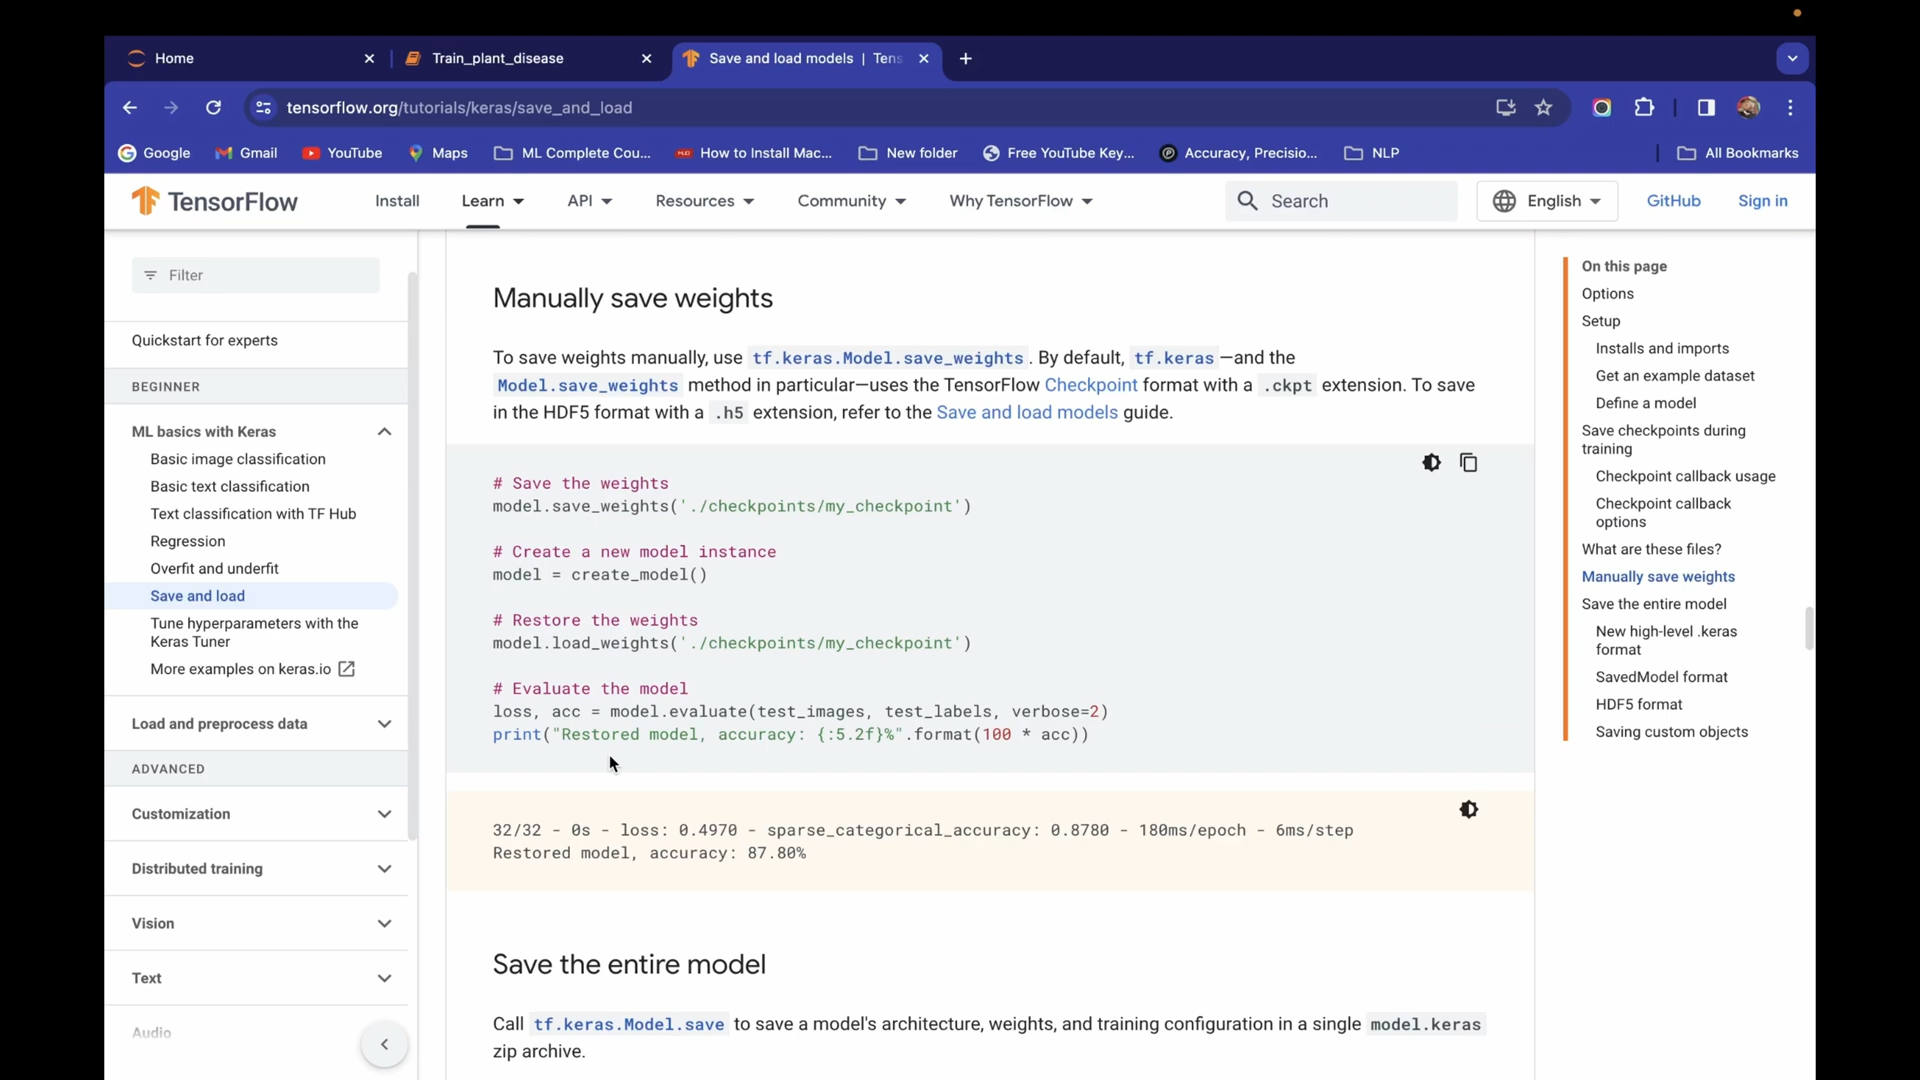 Home
Train_plant_disease
Save and load models | Tens
tensorflow.org/tutorials/keras/save_and_load
Google
Gmail
YouTube
Maps
ML Complete Cou...
How to Install Mac...
New folder
Free YouTube Key...
Accuracy, Precisio...
NLP
All Bookmarks
TensorFlow
Install
Learn
API
Resources
Community
Why TensorFlow
Search
English
GitHub
Sign in
Filter
Quickstart for experts
BEGINNER
ML basics with Keras
Basic image classification
Basic text classification
Text classification with TF Hub
Regression
Overfit and underfit
Save and load
Tune hyperparameters with the
Keras Tuner
More examples on keras.io
Load and preprocess data
ADVANCED
Customization
Distributed training
Vision
Text
Audio
Manually save weights
To save weights manually, use tf.keras.Model.save_weights. By default, tf.keras—and the
Model.save_weights method in particular—uses the TensorFlow Checkpoint format with a .ckpt extension. To save
in the HDF5 format with a .h5 extension, refer to the Save and load models guide.
# Save the weights
model.save_weights('./checkpoints/my_checkpoint')
# Create a new model instance
model = create_model()
# Restore the weights
model.load_weights('./checkpoints/my_checkpoint')
# Evaluate the model
loss, acc = model.evaluate(test_images, test_labels, verbose=2)
print("Restored model, accuracy: {:5.2f}%".format(100 * acc))
32/32 - 0s - loss: 0.4970 - sparse_categorical_accuracy: 0.8780 - 180ms/epoch - 6ms/step
Restored model, accuracy: 87.80%
Save the entire model
Call tf.keras.Model.save to save a model's architecture, weights, and training configuration in a single model.keras
zip archive.
On this page
Options
Setup
Installs and imports
Get an example dataset
Define a model
Save checkpoints during
training
Checkpoint callback usage
Checkpoint callback
options
What are these files?
Manually save weights
Save the entire model
New high-level .keras
format
SavedModel format
HDF5 format
Saving custom objects